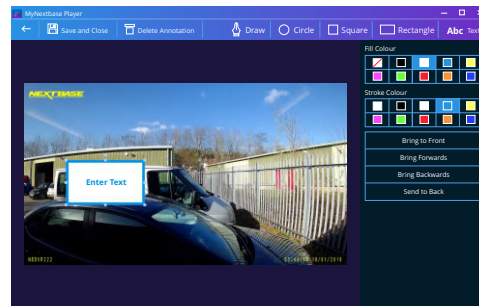 MyNextbase Player
Save and Close
Delete Annotation
Draw
Circle
Square
Rectangle
Abc Text
Fill Colour
Stroke Colour
Bring to Front
Bring Forwards
Bring Backwards
Send to Back
NEXTBASE
Enter Text